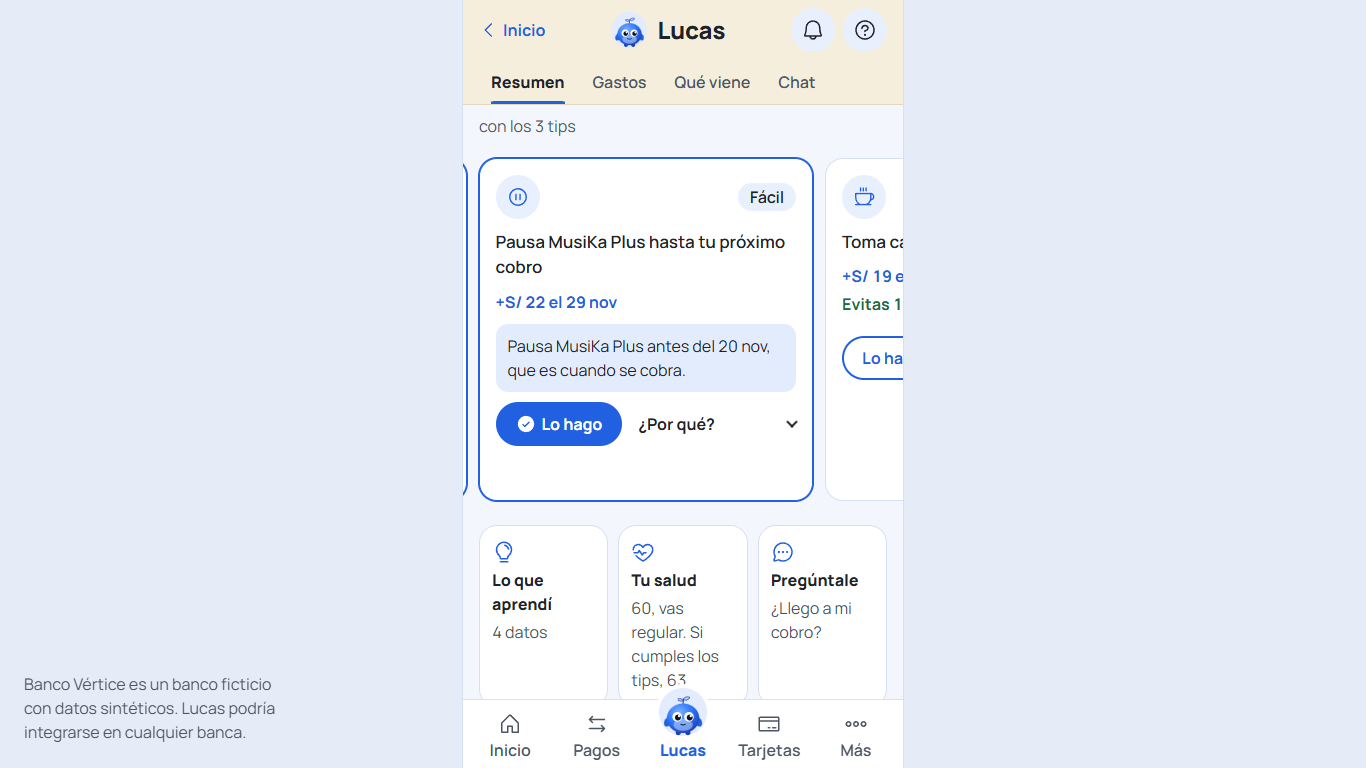 Inicio
Lucas
Resumen
Gastos
Qué viene
Chat
con los 3 tips
Fácil
Pausa MusiKa Plus hasta tu próximo
cobro
+S/ 22 el 29 nov
Pausa MusiKa Plus antes del 20 nov,
que es cuando se cobra.
Lo hago
¿Por qué?
Toma
+S/ 19
Evitas
Lo
Lo que
aprendí
4 datos
Tu salud
60, vas
regular. Si
cumples los
tips, 63
Pregúntale
¿Llego a mi
cobro?
Banco Vértice es un banco ficticio
con datos sintéticos. Lucas podría
integrarse en cualquier banca.
Inicio
Pagos
Lucas
Tarjetas
Más